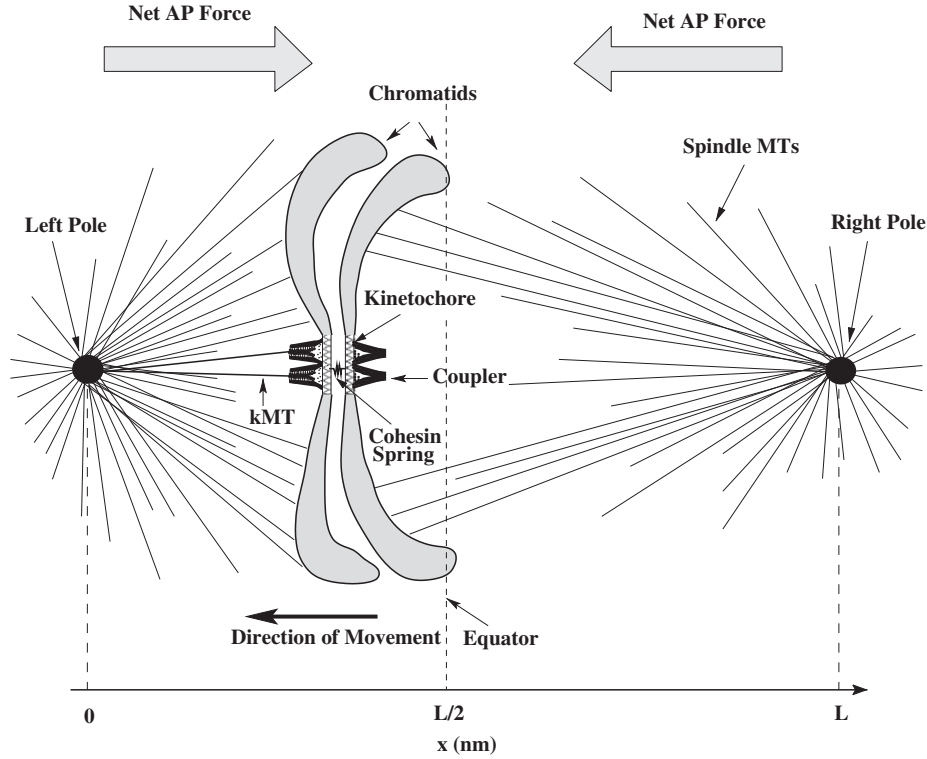 Net AP Force
Net AP Force
Chromatids
Spindle MTs
Left Pole
Right Pole
Kinetochore
Coupler
kMT
Cohesin
Spring
Direction of Movement
Equator
0
L/2
L
x (nm)